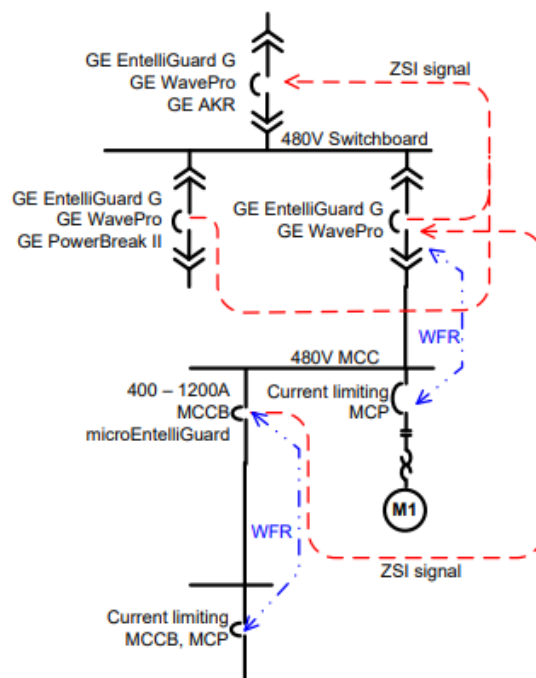 GE EntelliGuard G
GE WavePro
GE AKR
ZSI signal
480V Switchboard
GE EntelliGuard G
GE WavePro
GE PowerBreak II
GE EntelliGuard G
GE WavePro
WFR
480V MCC
400 – 1200A
MCCB
microEntelliGuard
Current limiting
MCP
M1
WFR
ZSI signal
Current limiting
MCCB, MCP